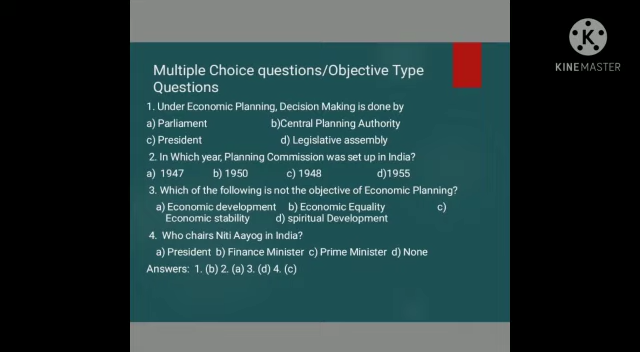 KINEMASTER
Multiple Choice questions/Objective Type
Questions
1. Under Economic Planning, Decision Making is done by
a) Parliament b)Central Planning Authority
c) President d) Legislative assembly
2. In Which year, Planning Commission was set up in India?
a) 1947 b) 1950 c) 1948 d)1955
3. Which of the following is not the objective of Economic Planning?
a) Economic development b) Economic Equality c)
Economic stability d) spiritual Development
4. Who chairs Niti Aayog in India?
a) President b) Finance Minister c) Prime Minister d) None
Answers: 1. (b) 2. (a) 3. (d) 4. (c)